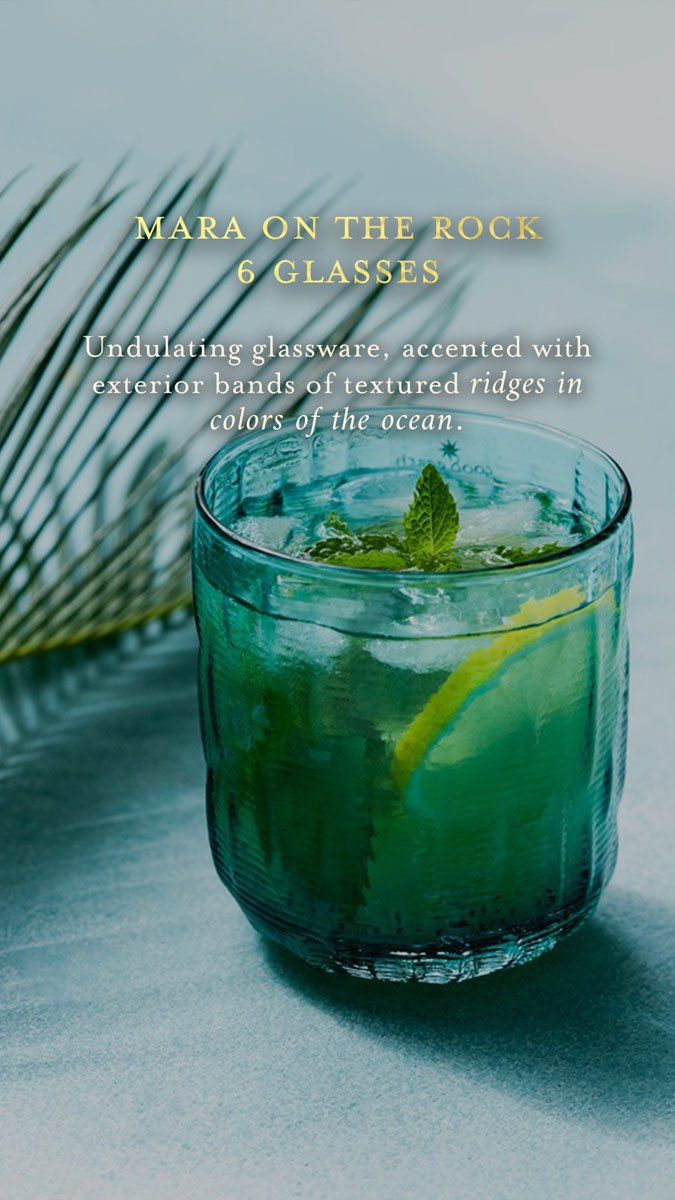 MARA ON THE ROCK
6 GLASSES
Undulating glassware, accented with
exterior bands of textured ridges in
colors of the ocean.